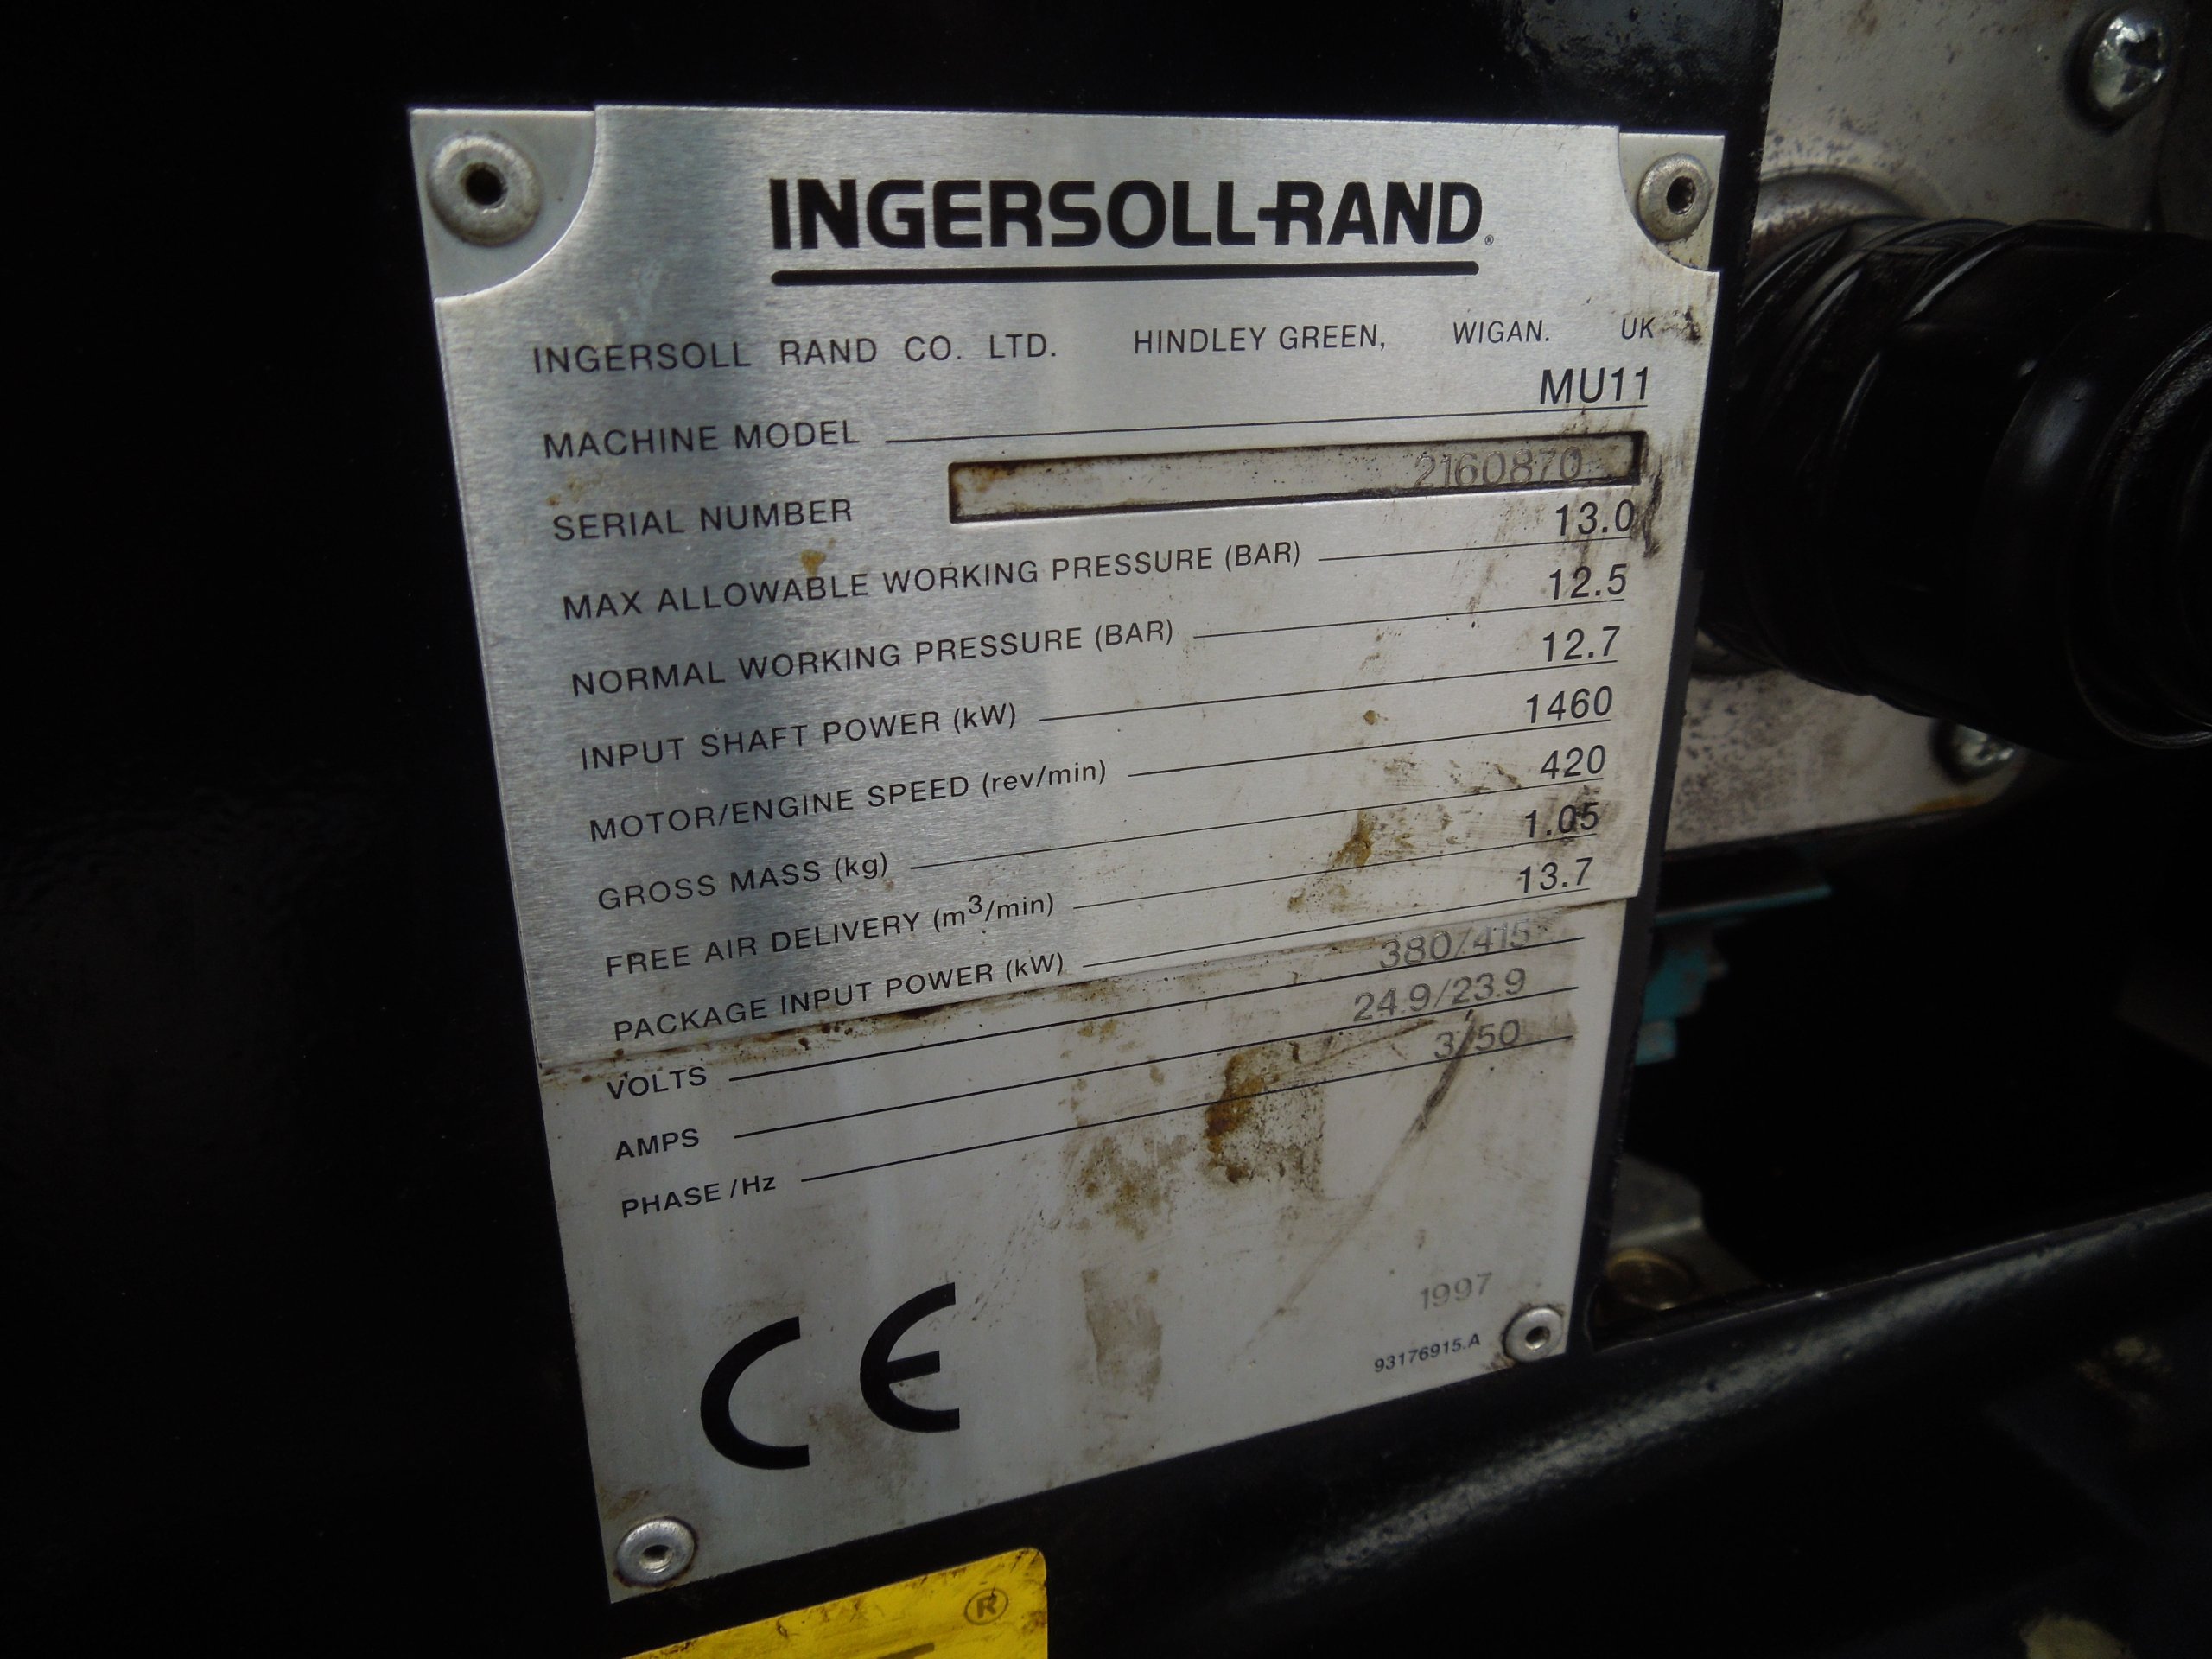 INGERSOLL-RAND®
INGERSOLL RAND CO. LTD. HINDLEY GREEN, WIGAN. UK
MACHINE MODEL MU11
SERIAL NUMBER 2160870
MAX ALLOWABLE WORKING PRESSURE (BAR) 13.0
NORMAL WORKING PRESSURE (BAR) 12.5
INPUT SHAFT POWER (kW) 12.7
MOTOR/ENGINE SPEED (rev/min) 1460
GROSS MASS (kg) 420
FREE AIR DELIVERY (m³/min) 1.05
PACKAGE INPUT POWER (kW) 13.7
VOLTS 380/415
AMPS 24.9/23.9
PHASE/Hz 3/50
1997
93176915.A
CE
®